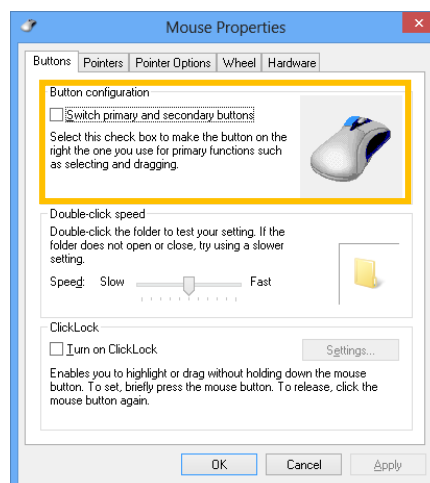 Mouse Properties
Buttons Pointers Pointer Options Wheel Hardware
Button configuration
Switch primary and secondary buttons
Select this check box to make the button on the
right the one you use for primary functions such
as selecting and dragging.
Double-click speed
Double-click the folder to test your setting. If the
folder does not open or close, try using a slower
setting.
Speed: Slow Fast
ClickLock
Turn on ClickLock Settings...
Enables you to highlight or drag without holding down the mouse
button. To set, briefly press the mouse button. To release, click the
mouse button again.
OK Cancel Apply